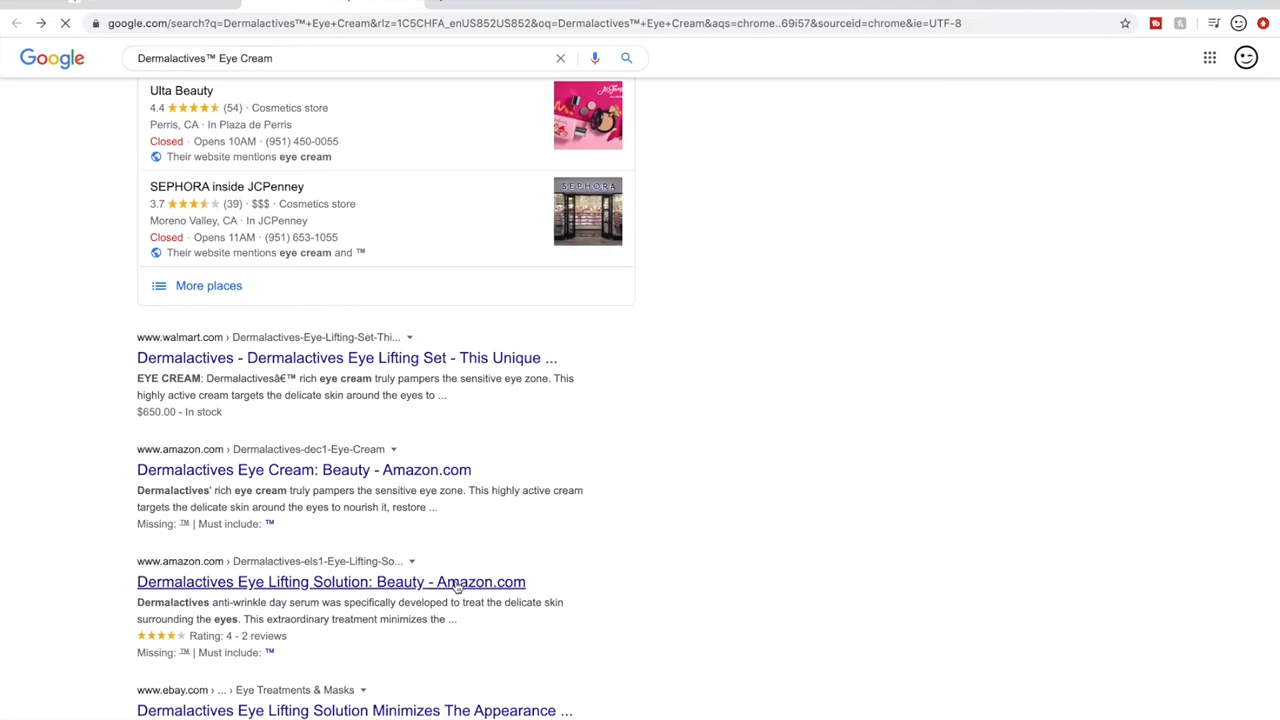 google.com/search?q=Dermalactives™+Eye+Cream&rlz=1C5CHFA_enUS852US852&oq=Dermalactives™+Eye+Cream&aqs=chrome..69i57&sourceid=chrome&ie=UTF-8
Google
Dermalactives™ Eye Cream
Ulta Beauty
4.4 ★★★★★ (54) · Cosmetics store
Perris, CA · In Plaza de Perris
Closed · Opens 10AM · (951) 450-0055
Their website mentions eye cream
SEPHORA inside JCPenney
SEPHORA
3.7 ★★★★★ (39) · $$$ · Cosmetics store
Moreno Valley, CA · In JCPenney
Closed · Opens 11AM · (951) 653-1055
Their website mentions eye cream and ™
More places
www.walmart.com › Dermalactives-Eye-Lifting-Set-Thi...
Dermalactives - Dermalactives Eye Lifting Set - This Unique ...
EYE CREAM: Dermalactivesâ€™ rich eye cream truly pampers the sensitive eye zone. This
highly active cream targets the delicate skin around the eyes to ...
$650.00 - In stock
www.amazon.com › Dermalactives-dec1-Eye-Cream
Dermalactives Eye Cream: Beauty - Amazon.com
Dermalactives' rich eye cream truly pampers the sensitive eye zone. This highly active cream
targets the delicate skin around the eyes to nourish it, restore ...
Missing: ™ | Must include: ™
www.amazon.com › Dermalactives-els1-Eye-Lifting-So...
Dermalactives Eye Lifting Solution: Beauty - Amazon.com
Dermalactives anti-wrinkle day serum was specifically developed to treat the delicate skin
surrounding the eyes. This extraordinary treatment minimizes the ...
★★★★★ Rating: 4 - 2 reviews
Missing: ™ | Must include: ™
www.ebay.com › ... › Eye Treatments & Masks
Dermalactives Eye Lifting Solution Minimizes The Appearance ...